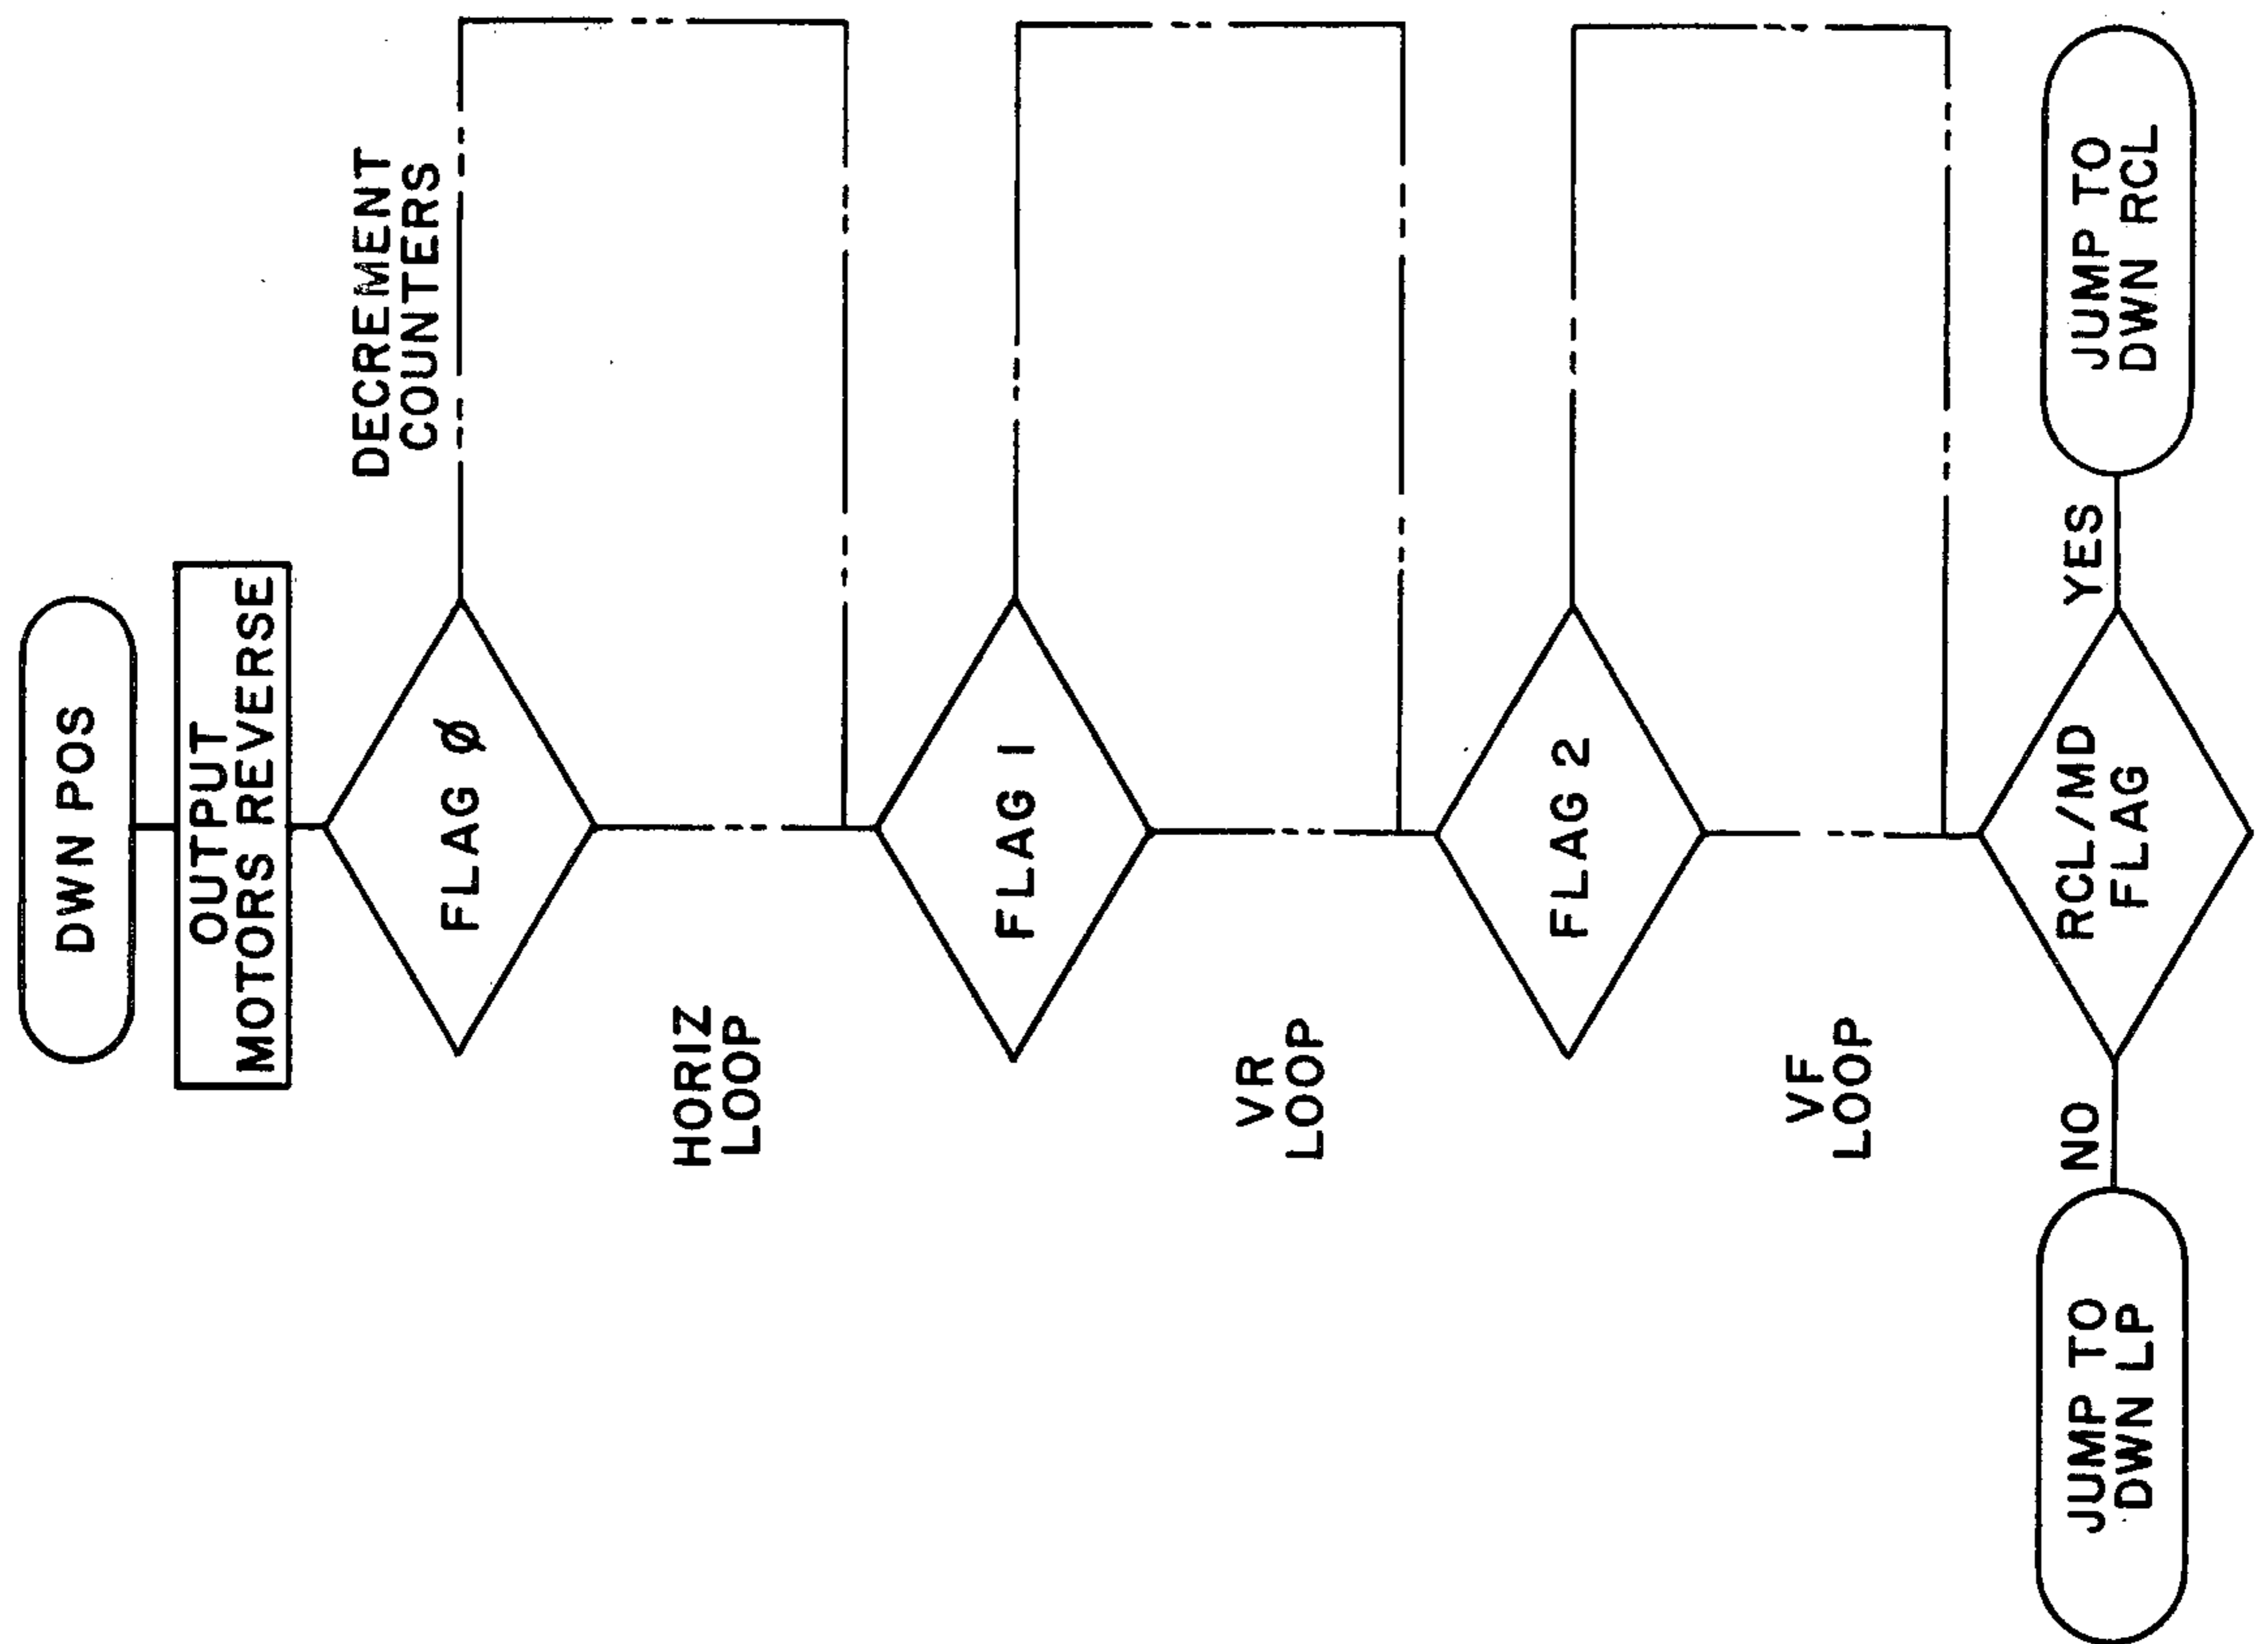 DWN POS
OUTPUT
MOTORS REVERSE
DECREMENT
COUNTERS
FLAG Ø
HORIZ
LOOP
FLAG 1
VR
LOOP
FLAG 2
VF
LOOP
RCL/MD
FLAG
NO
YES
JUMP TO
DWN LP
JUMP TO
DWN RCL